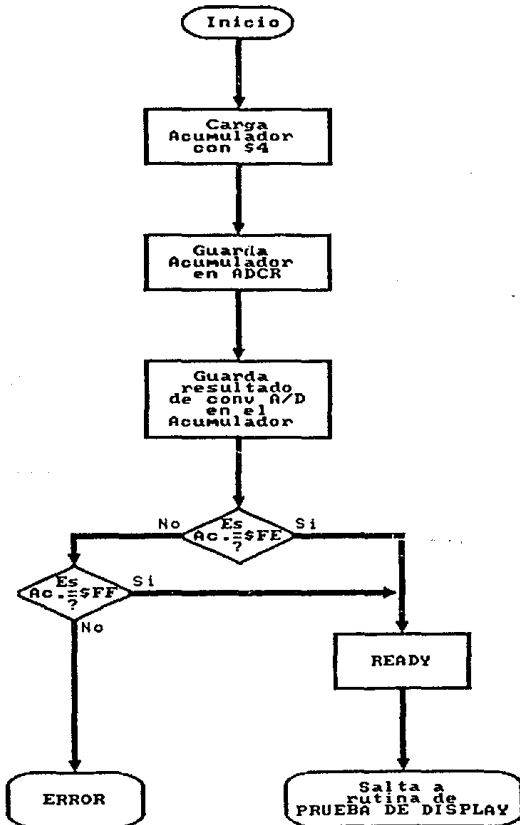 Inicio
Carga
Acumulador
con $4
Guarda
Acumulador
en ADCR
Guarda
resultado
de conv A/D
en el
Acumulador
No
Es
Ac.=$FE
?
Si
Es
Ac.=$FF
?
Si
No
READY
ERROR
Salta a
rutina de
PRUEBA DE DISPLAY